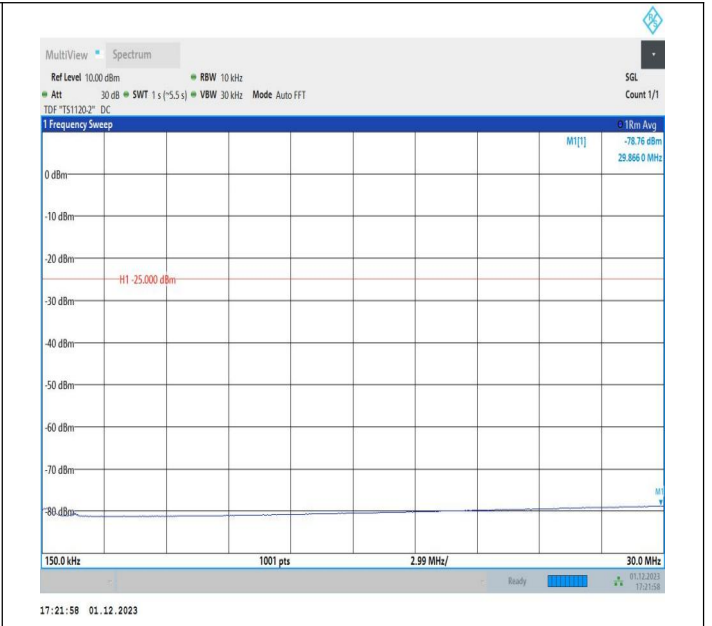 R&S
MultiView Spectrum
Ref Level 10.00 dBm RBW 10 kHz SGL
Att 30 dB SWT 1 s (~5.5 s) VBW 30 kHz Mode Auto FFT Count 1/1
TDF "TS1120-2" DC
1 Frequency Sweep 1Rm Avg
M1[1] -78.76 dBm
29.866 0 MHz
0 dBm
-10 dBm
-20 dBm
H1 -25.000 dBm
-30 dBm
-40 dBm
-50 dBm
-60 dBm
-70 dBm
M1
-80 dBm
150.0 kHz 1001 pts 2.99 MHz/ 30.0 MHz
Ready 01.12.2023
17:21:58
17:21:58 01.12.2023